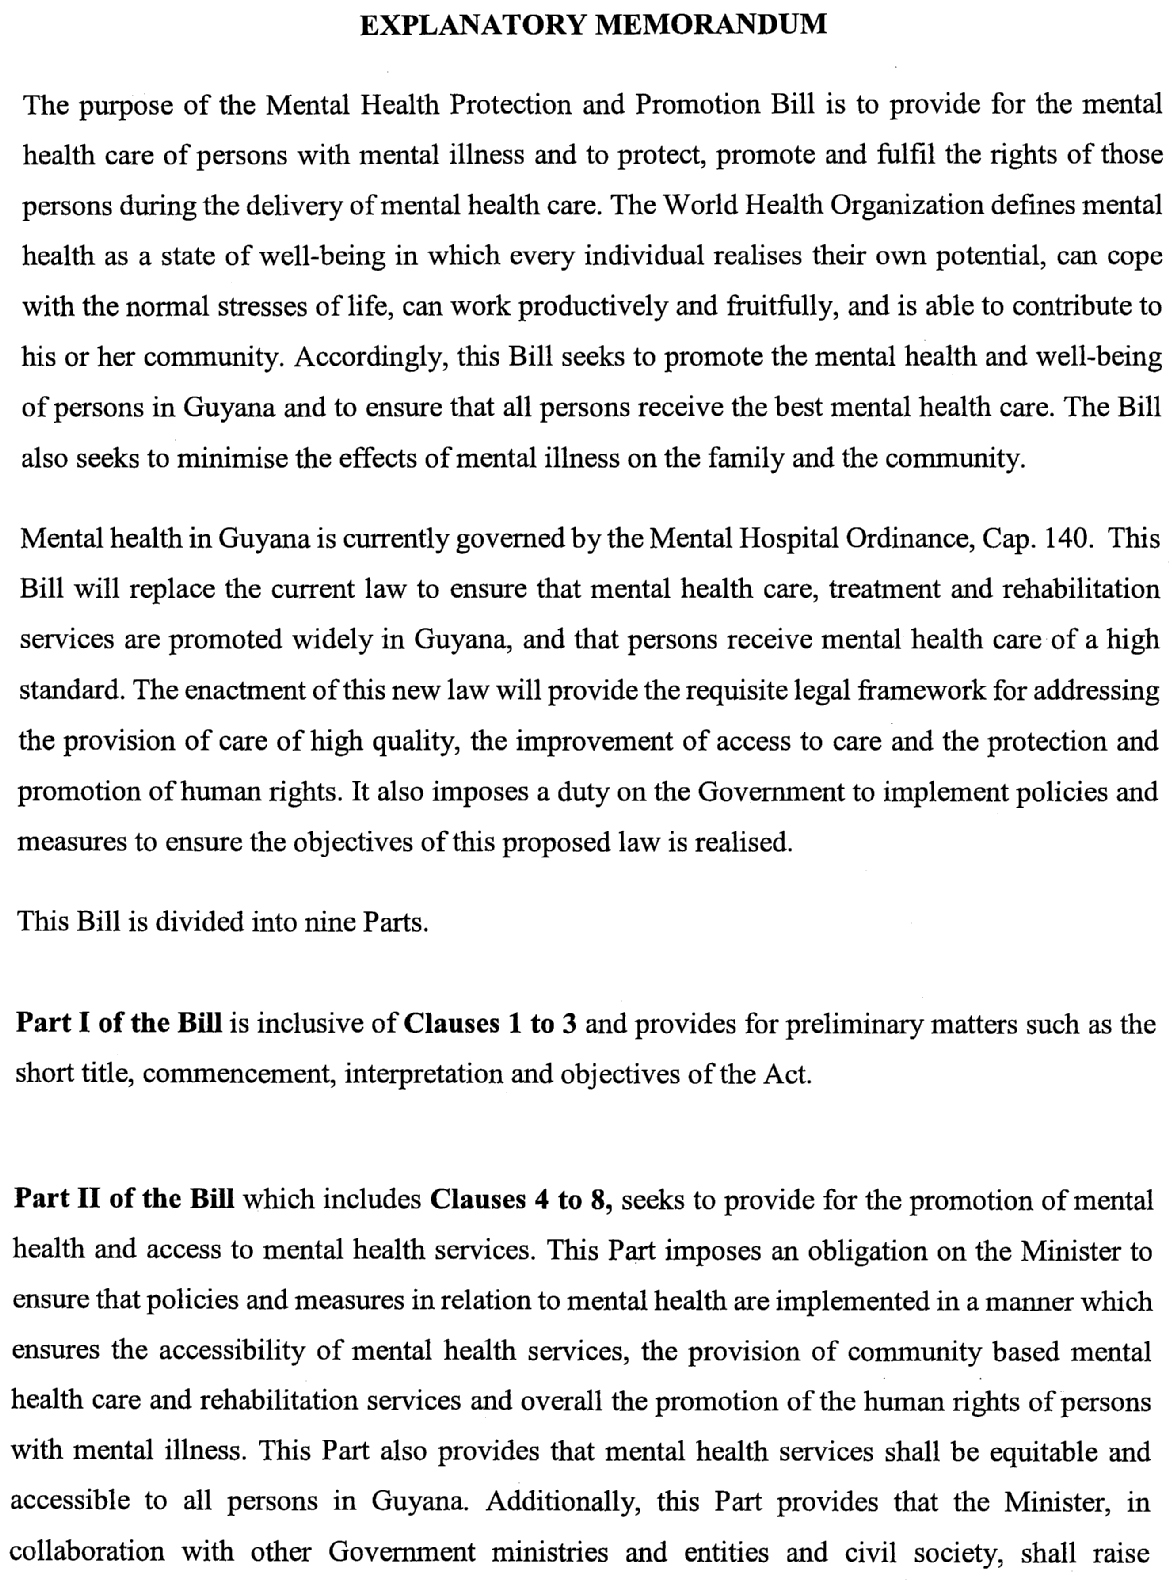 EXPLANATORY MEMORANDUM
The purpose of the Mental Health Protection and Promotion Bill is to provide for the mental
health care of persons with mental illness and to protect, promote and fulfil the rights of those
persons during the delivery of mental health care. The World Health Organization defines mental
health as a state of well-being in which every individual realises their own potential, can cope
with the normal stresses of life, can work productively and fruitfully, and is able to contribute to
his or her community. Accordingly, this Bill seeks to promote the mental health and well-being
of persons in Guyana and to ensure that all persons receive the best mental health care. The Bill
also seeks to minimise the effects of mental illness on the family and the community.
Mental health in Guyana is currently governed by the Mental Hospital Ordinance, Cap. 140. This
Bill will replace the current law to ensure that mental health care, treatment and rehabilitation
services are promoted widely in Guyana, and that persons receive mental health care of a high
standard. The enactment of this new law will provide the requisite legal framework for addressing
the provision of care of high quality, the improvement of access to care and the protection and
promotion of human rights. It also imposes a duty on the Government to implement policies and
measures to ensure the objectives of this proposed law is realised.
This Bill is divided into nine Parts.
Part I of the Bill is inclusive of Clauses 1 to 3 and provides for preliminary matters such as the
short title, commencement, interpretation and objectives of the Act.
Part II of the Bill which includes Clauses 4 to 8, seeks to provide for the promotion of mental
health and access to mental health services. This Part imposes an obligation on the Minister to
ensure that policies and measures in relation to mental health are implemented in a manner which
ensures the accessibility of mental health services, the provision of community based mental
health care and rehabilitation services and overall the promotion of the human rights of persons
with mental illness. This Part also provides that mental health services shall be equitable and
accessible to all persons in Guyana. Additionally, this Part provides that the Minister, in
collaboration with other Government ministries and entities and civil society, shall raise